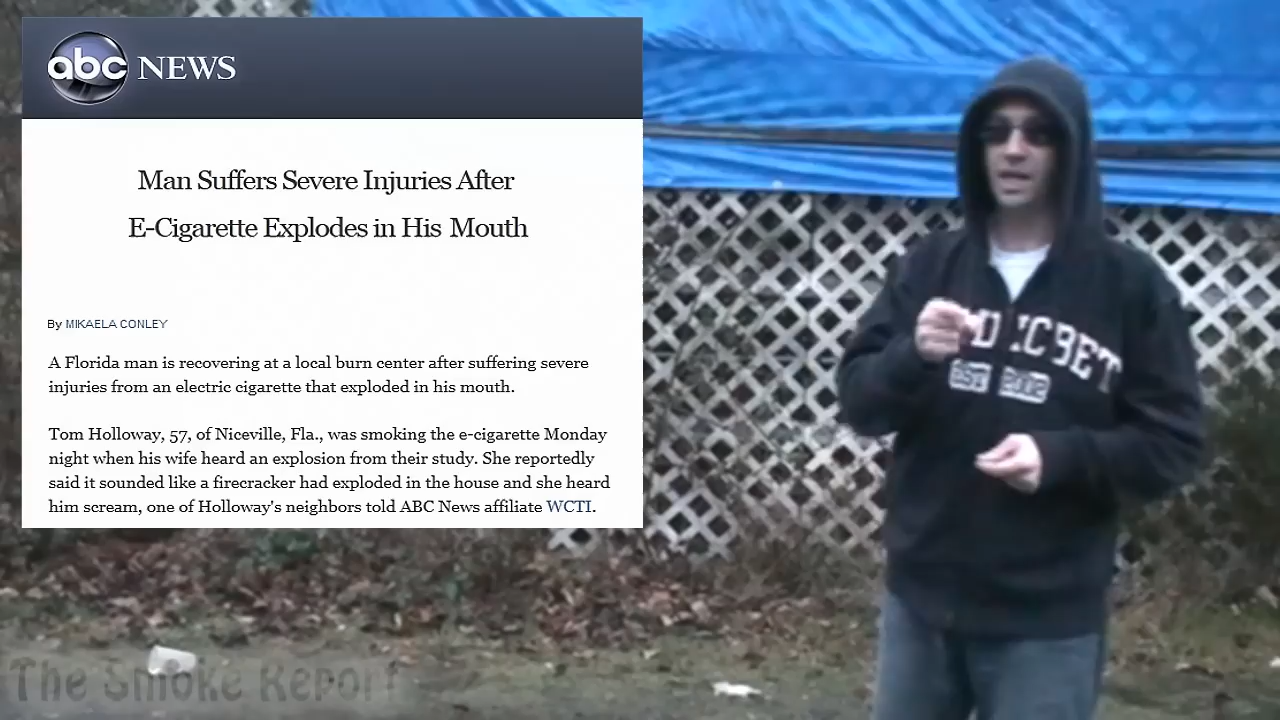 abc NEWS
Man Suffers Severe Injuries After
E-Cigarette Explodes in His Mouth
By MIKAELA CONLEY
A Florida man is recovering at a local burn center after suffering severe
injuries from an electric cigarette that exploded in his mouth.
Tom Holloway, 57, of Niceville, Fla., was smoking the e-cigarette Monday
night when his wife heard an explosion from their study. She reportedly
said it sounded like a firecracker had exploded in the house and she heard
him scream, one of Holloway's neighbors told ABC News affiliate WCTI.
EST 2002
The Smoke Report